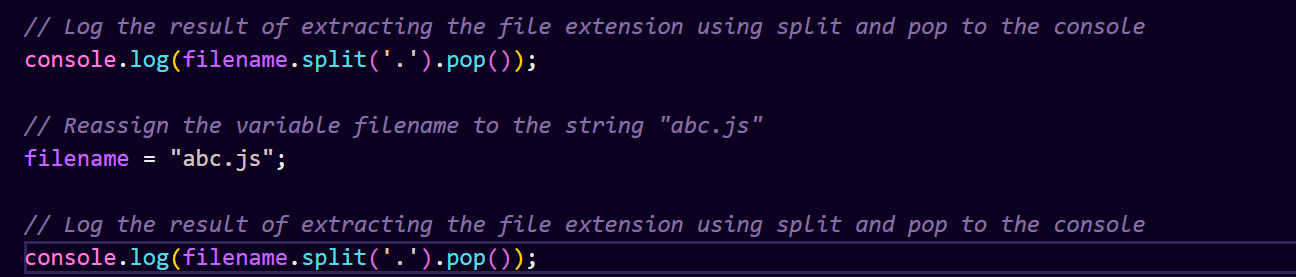 // Log the result of extracting the file extension using split and pop to the console
console.log(filename.split('.').pop());
// Reassign the variable filename to the string "abc.js"
filename = "abc.js";
// Log the result of extracting the file extension using split and pop to the console
console.log(filename.split('.').pop());